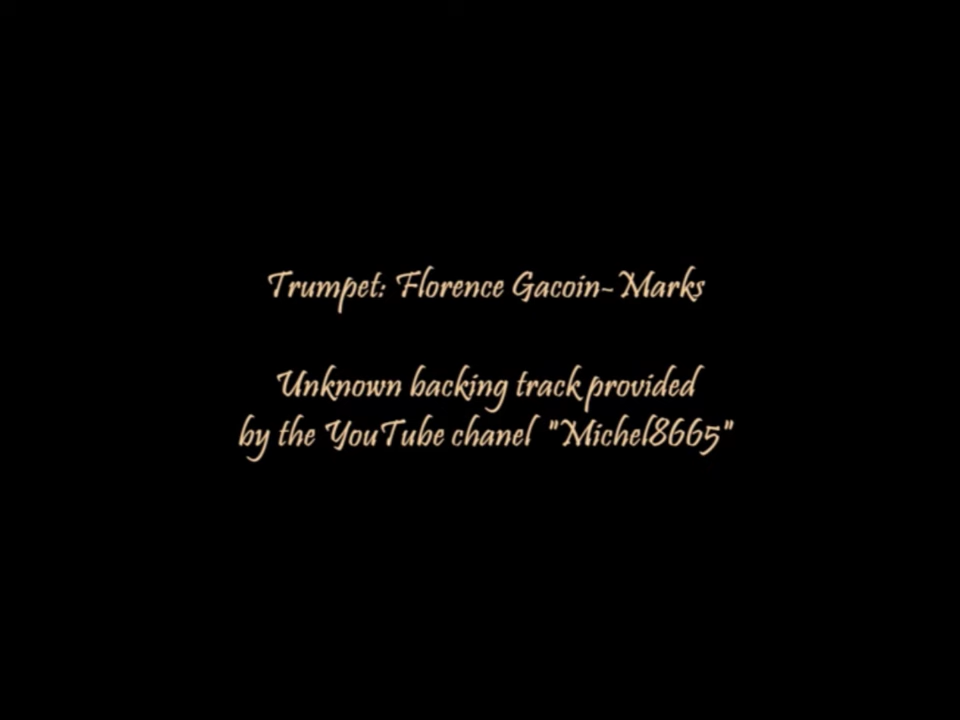 Trumpet: Florence Gacoin-Marks
Unknown backing track provided
by the YouTube chanel "Michel8665"